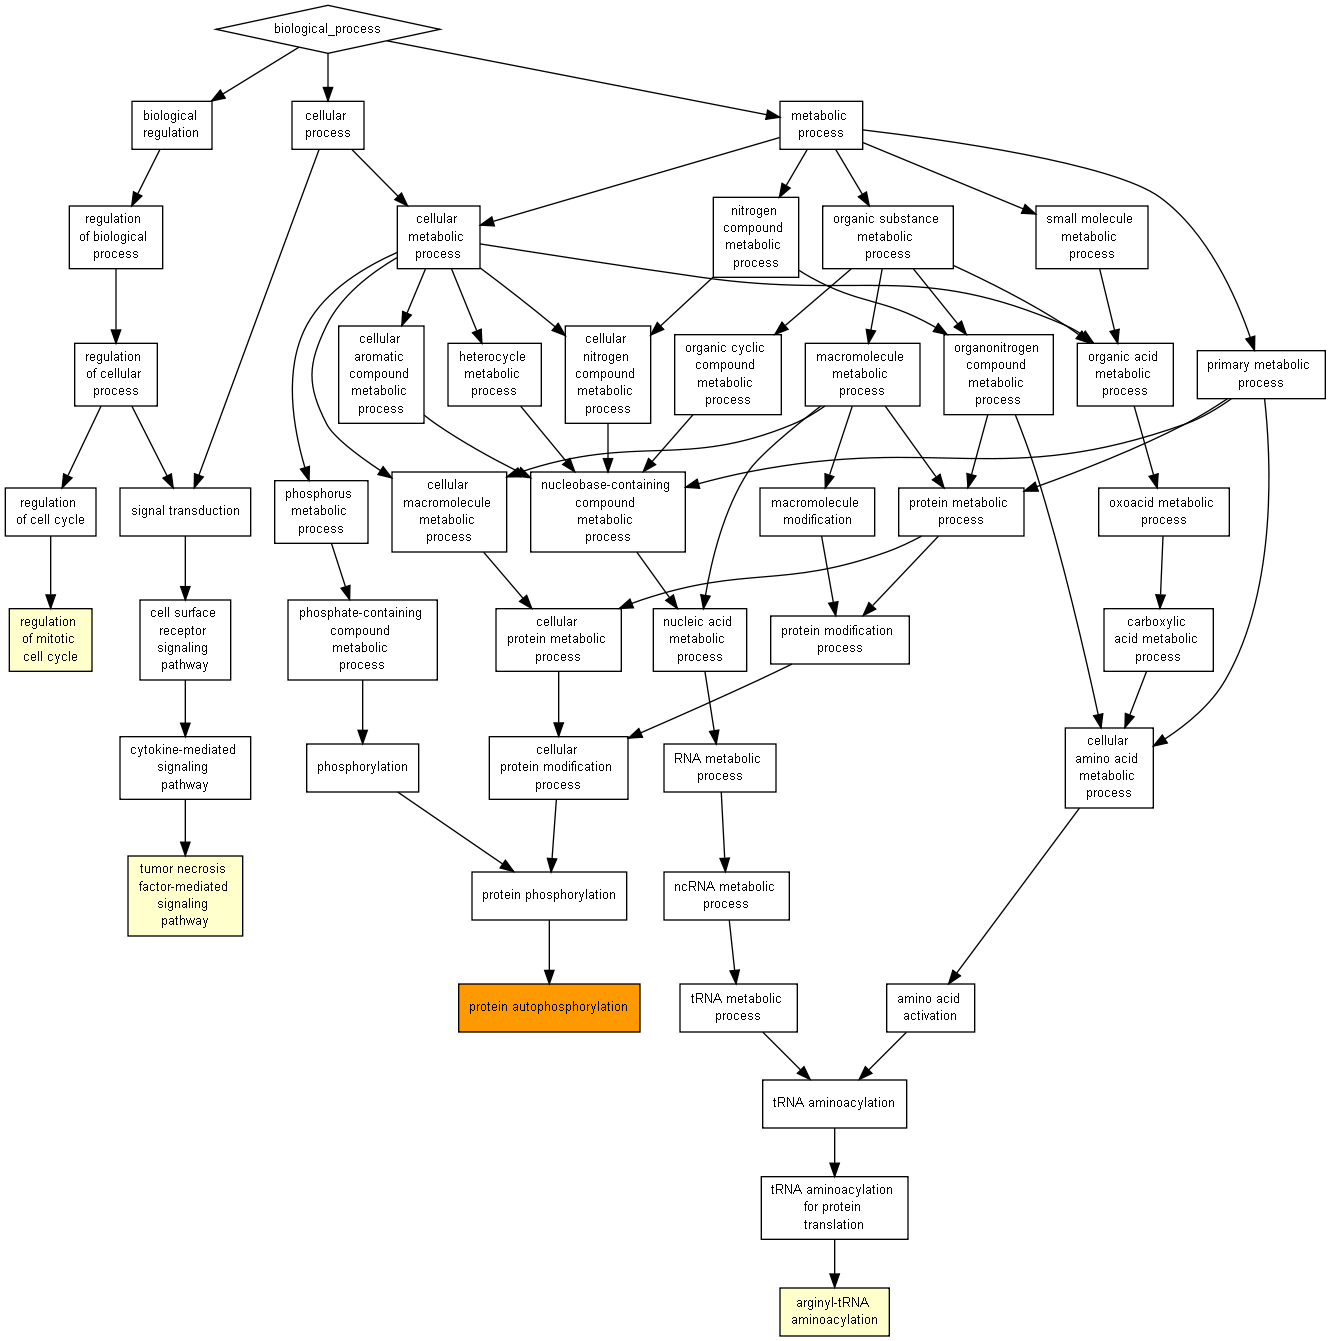 biological_process
biological
regulation
cellular
process
metabolic
process
regulation
of biological
process
cellular
metabolic
process
nitrogen
compound
metabolic
process
organic substance
metabolic
process
small molecule
metabolic
process
regulation
of cellular
process
cellular
aromatic
compound
metabolic
process
heterocycle
metabolic
process
cellular
nitrogen
compound
metabolic
process
organic cyclic
compound
metabolic
process
macromolecule
metabolic
process
organonitrogen
compound
metabolic
process
organic acid
metabolic
process
primary metabolic
process
regulation
of cell cycle
signal transduction
phosphorus
metabolic
process
cellular
macromolecule
metabolic
process
nucleobase-containing
compound
metabolic
process
macromolecule
modification
protein metabolic
process
oxoacid metabolic
process
regulation
of mitotic
cell cycle
cell surface
receptor
signaling
pathway
phosphate-containing
compound
metabolic
process
cellular
protein metabolic
process
nucleic acid
metabolic
process
protein modification
process
carboxylic
acid metabolic
process
cytokine-mediated
signaling
pathway
phosphorylation
cellular
protein modification
process
RNA metabolic
process
cellular
amino acid
metabolic
process
tumor necrosis
factor-mediated
signaling
pathway
protein phosphorylation
ncRNA metabolic
process
protein autophosphorylation
tRNA metabolic
process
amino acid
activation
tRNA aminoacylation
tRNA aminoacylation
for protein
translation
arginyl-tRNA
aminoacylation